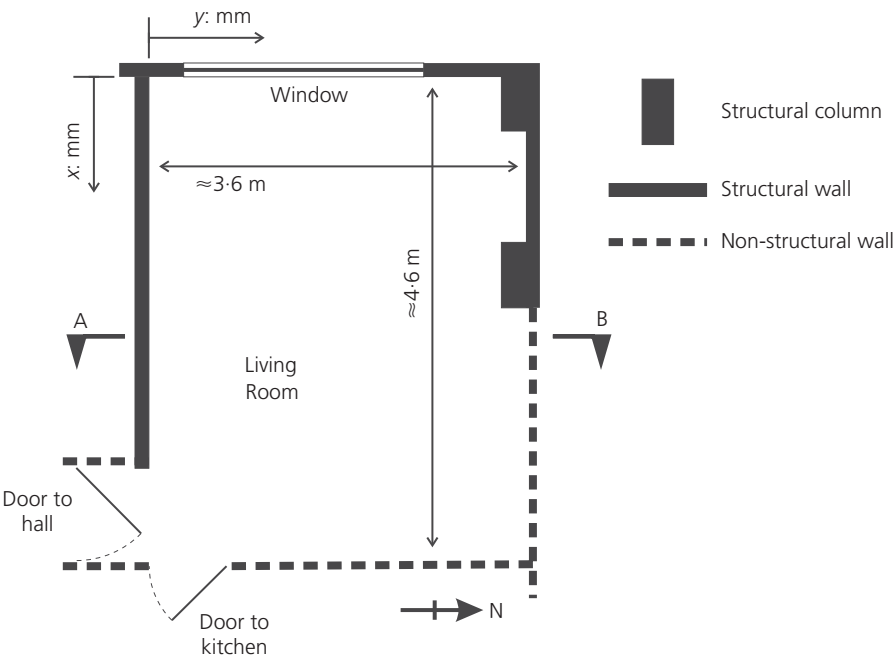 y: mm
Window
x: mm
≈3·6 m
≈4·6 m
Structural column
Structural wall
Non-structural wall
A
B
Living
Room
Door to
hall
Door to
kitchen
N